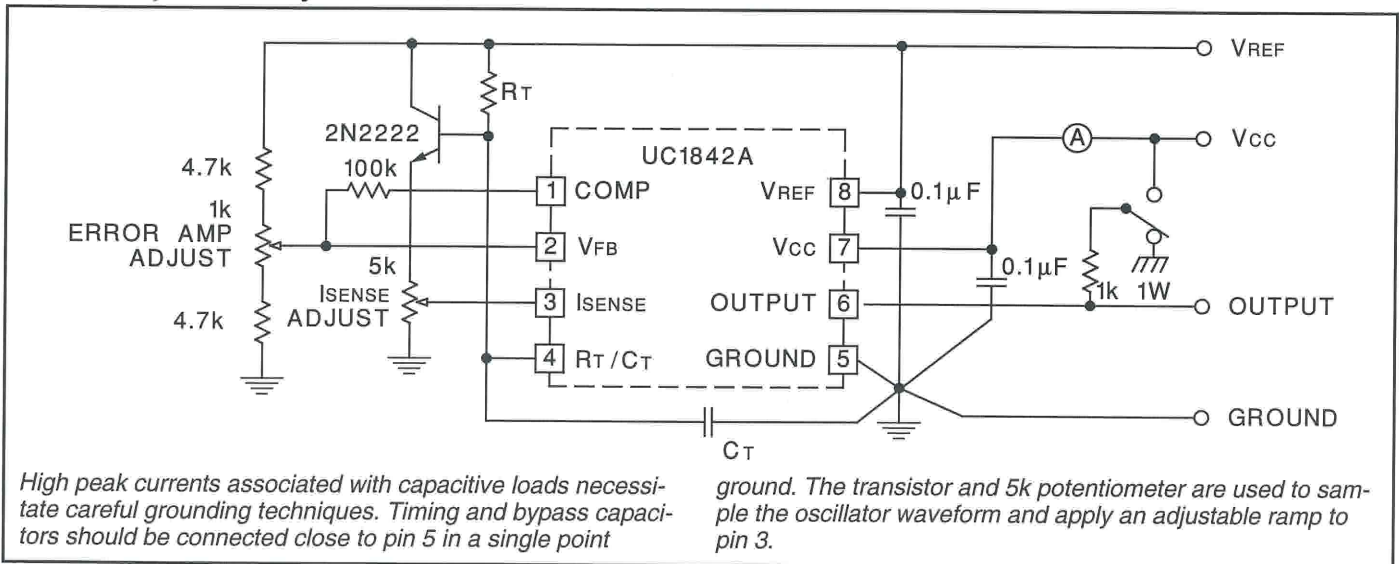 VREF
RT
2N2222
UC1842A
VCC
A
4.7k
100k
1 COMP
VREF 8
0.1µF
1k
ERROR AMP
ADJUST
2 VFB
VCC 7
5k
0.1µF
ISENSE
ADJUST
3 ISENSE
OUTPUT 6
1k 1W
OUTPUT
4.7k
4 RT/CT
GROUND 5
GROUND
CT
High peak currents associated with capacitive loads necessi-
tate careful grounding techniques. Timing and bypass capaci-
tors should be connected close to pin 5 in a single point
ground. The transistor and 5k potentiometer are used to sam-
ple the oscillator waveform and apply an adjustable ramp to
pin 3.